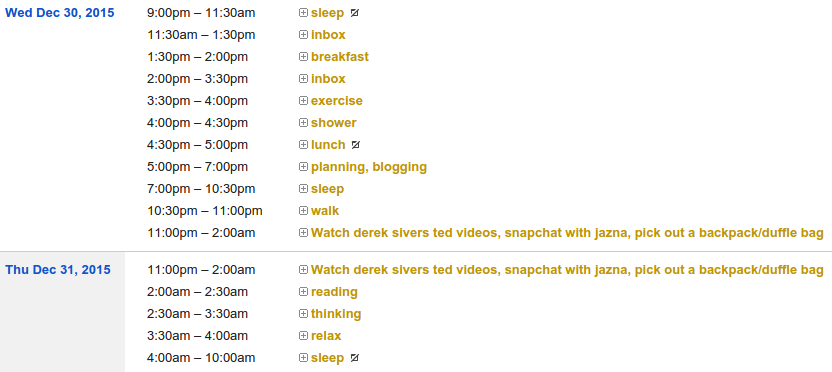 Wed Dec 30, 2015 9:00pm – 11:30am sleep
11:30am – 1:30pm inbox
1:30pm – 2:00pm breakfast
2:00pm – 3:30pm inbox
3:30pm – 4:00pm exercise
4:00pm – 4:30pm shower
4:30pm – 5:00pm lunch
5:00pm – 7:00pm planning, blogging
7:00pm – 10:30pm sleep
10:30pm – 11:00pm walk
11:00pm – 2:00am Watch derek sivers ted videos, snapchat with jazna, pick out a backpack/duffle bag
Thu Dec 31, 2015 11:00pm – 2:00am Watch derek sivers ted videos, snapchat with jazna, pick out a backpack/duffle bag
2:00am – 2:30am reading
2:30am – 3:30am thinking
3:30am – 4:00am relax
4:00am – 10:00am sleep